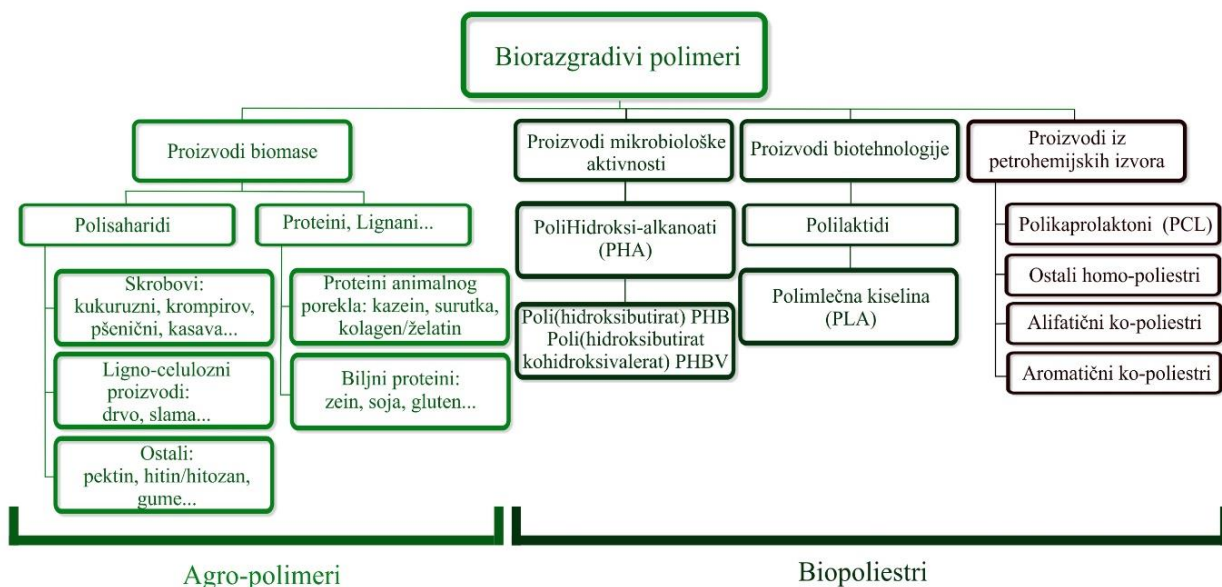 Biorazgradivi polimeri
Proizvodi biomase
Polisaharidi
Skrobovi:
kukuruzni, krompirov,
pšenični, kasava...
Ligno-celulozni
proizvodi:
drvo, slama...
Ostali:
pektin, hitin/hitozan,
gume...
Proteini, Lignani...
Proteini animalnog
porekla: kazein, surutka,
kolagen/želatin
Biljni proteini:
zein, soja, gluten...
Proizvodi mikrobiološke
aktivnosti
PoliHidroksi-alkanoati
(PHA)
Poli(hidroksibutirat) PHB
Poli(hidroksibutirat
kohidroksivalerat) PHBV
Proizvodi biotehnologije
Polilaktidi
Polimlečna kiselina
(PLA)
Proizvodi iz
petrohemijskih izvora
Polikaprolaktoni (PCL)
Ostali homo-poliestri
Alifatični ko-poliestri
Aromatični ko-poliestri
Agro-polimeri
Biopoliestri